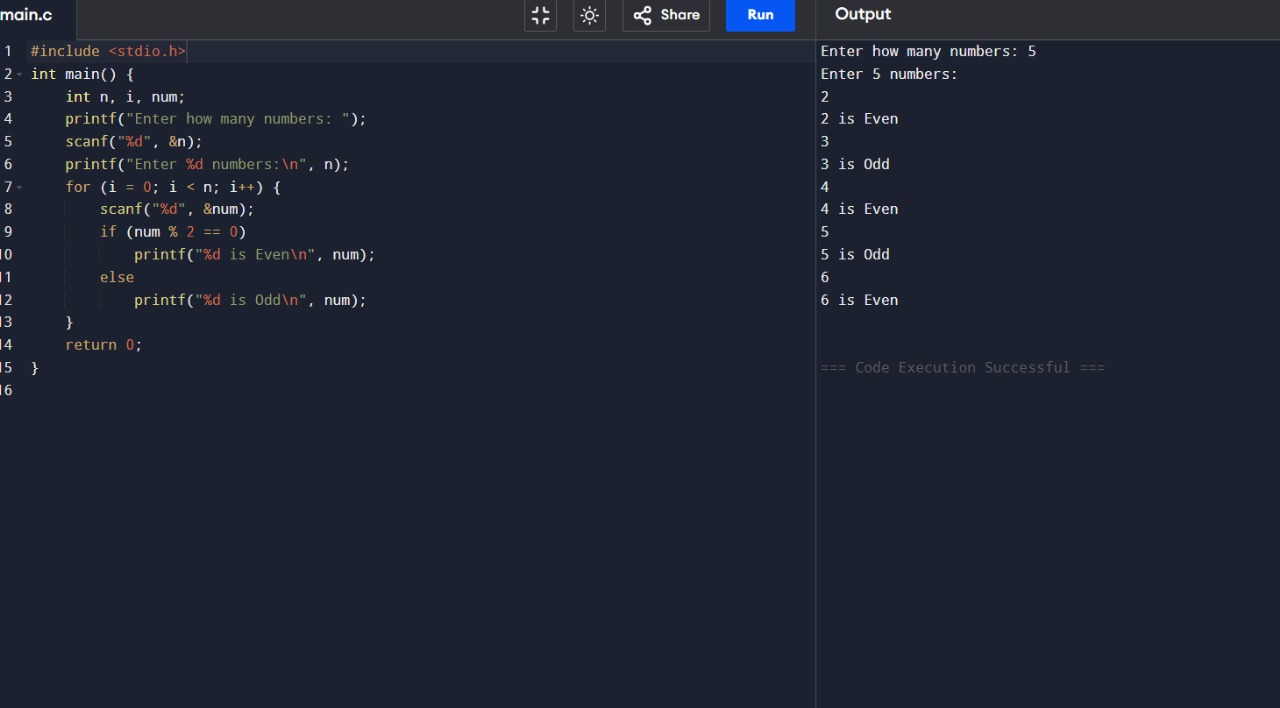 main.c
Share
Run
Output
1 #include <stdio.h>
2 int main() {
3     int n, i, num;
4     printf("Enter how many numbers: ");
5     scanf("%d", &n);
6     printf("Enter %d numbers:\n", n);
7     for (i = 0; i < n; i++) {
8         scanf("%d", &num);
9         if (num % 2 == 0)
10             printf("%d is Even\n", num);
11         else
12             printf("%d is Odd\n", num);
13     }
14     return 0;
15 }
16
Enter how many numbers: 5
Enter 5 numbers:
2
2 is Even
3
3 is Odd
4
4 is Even
5
5 is Odd
6
6 is Even
=== Code Execution Successful ===